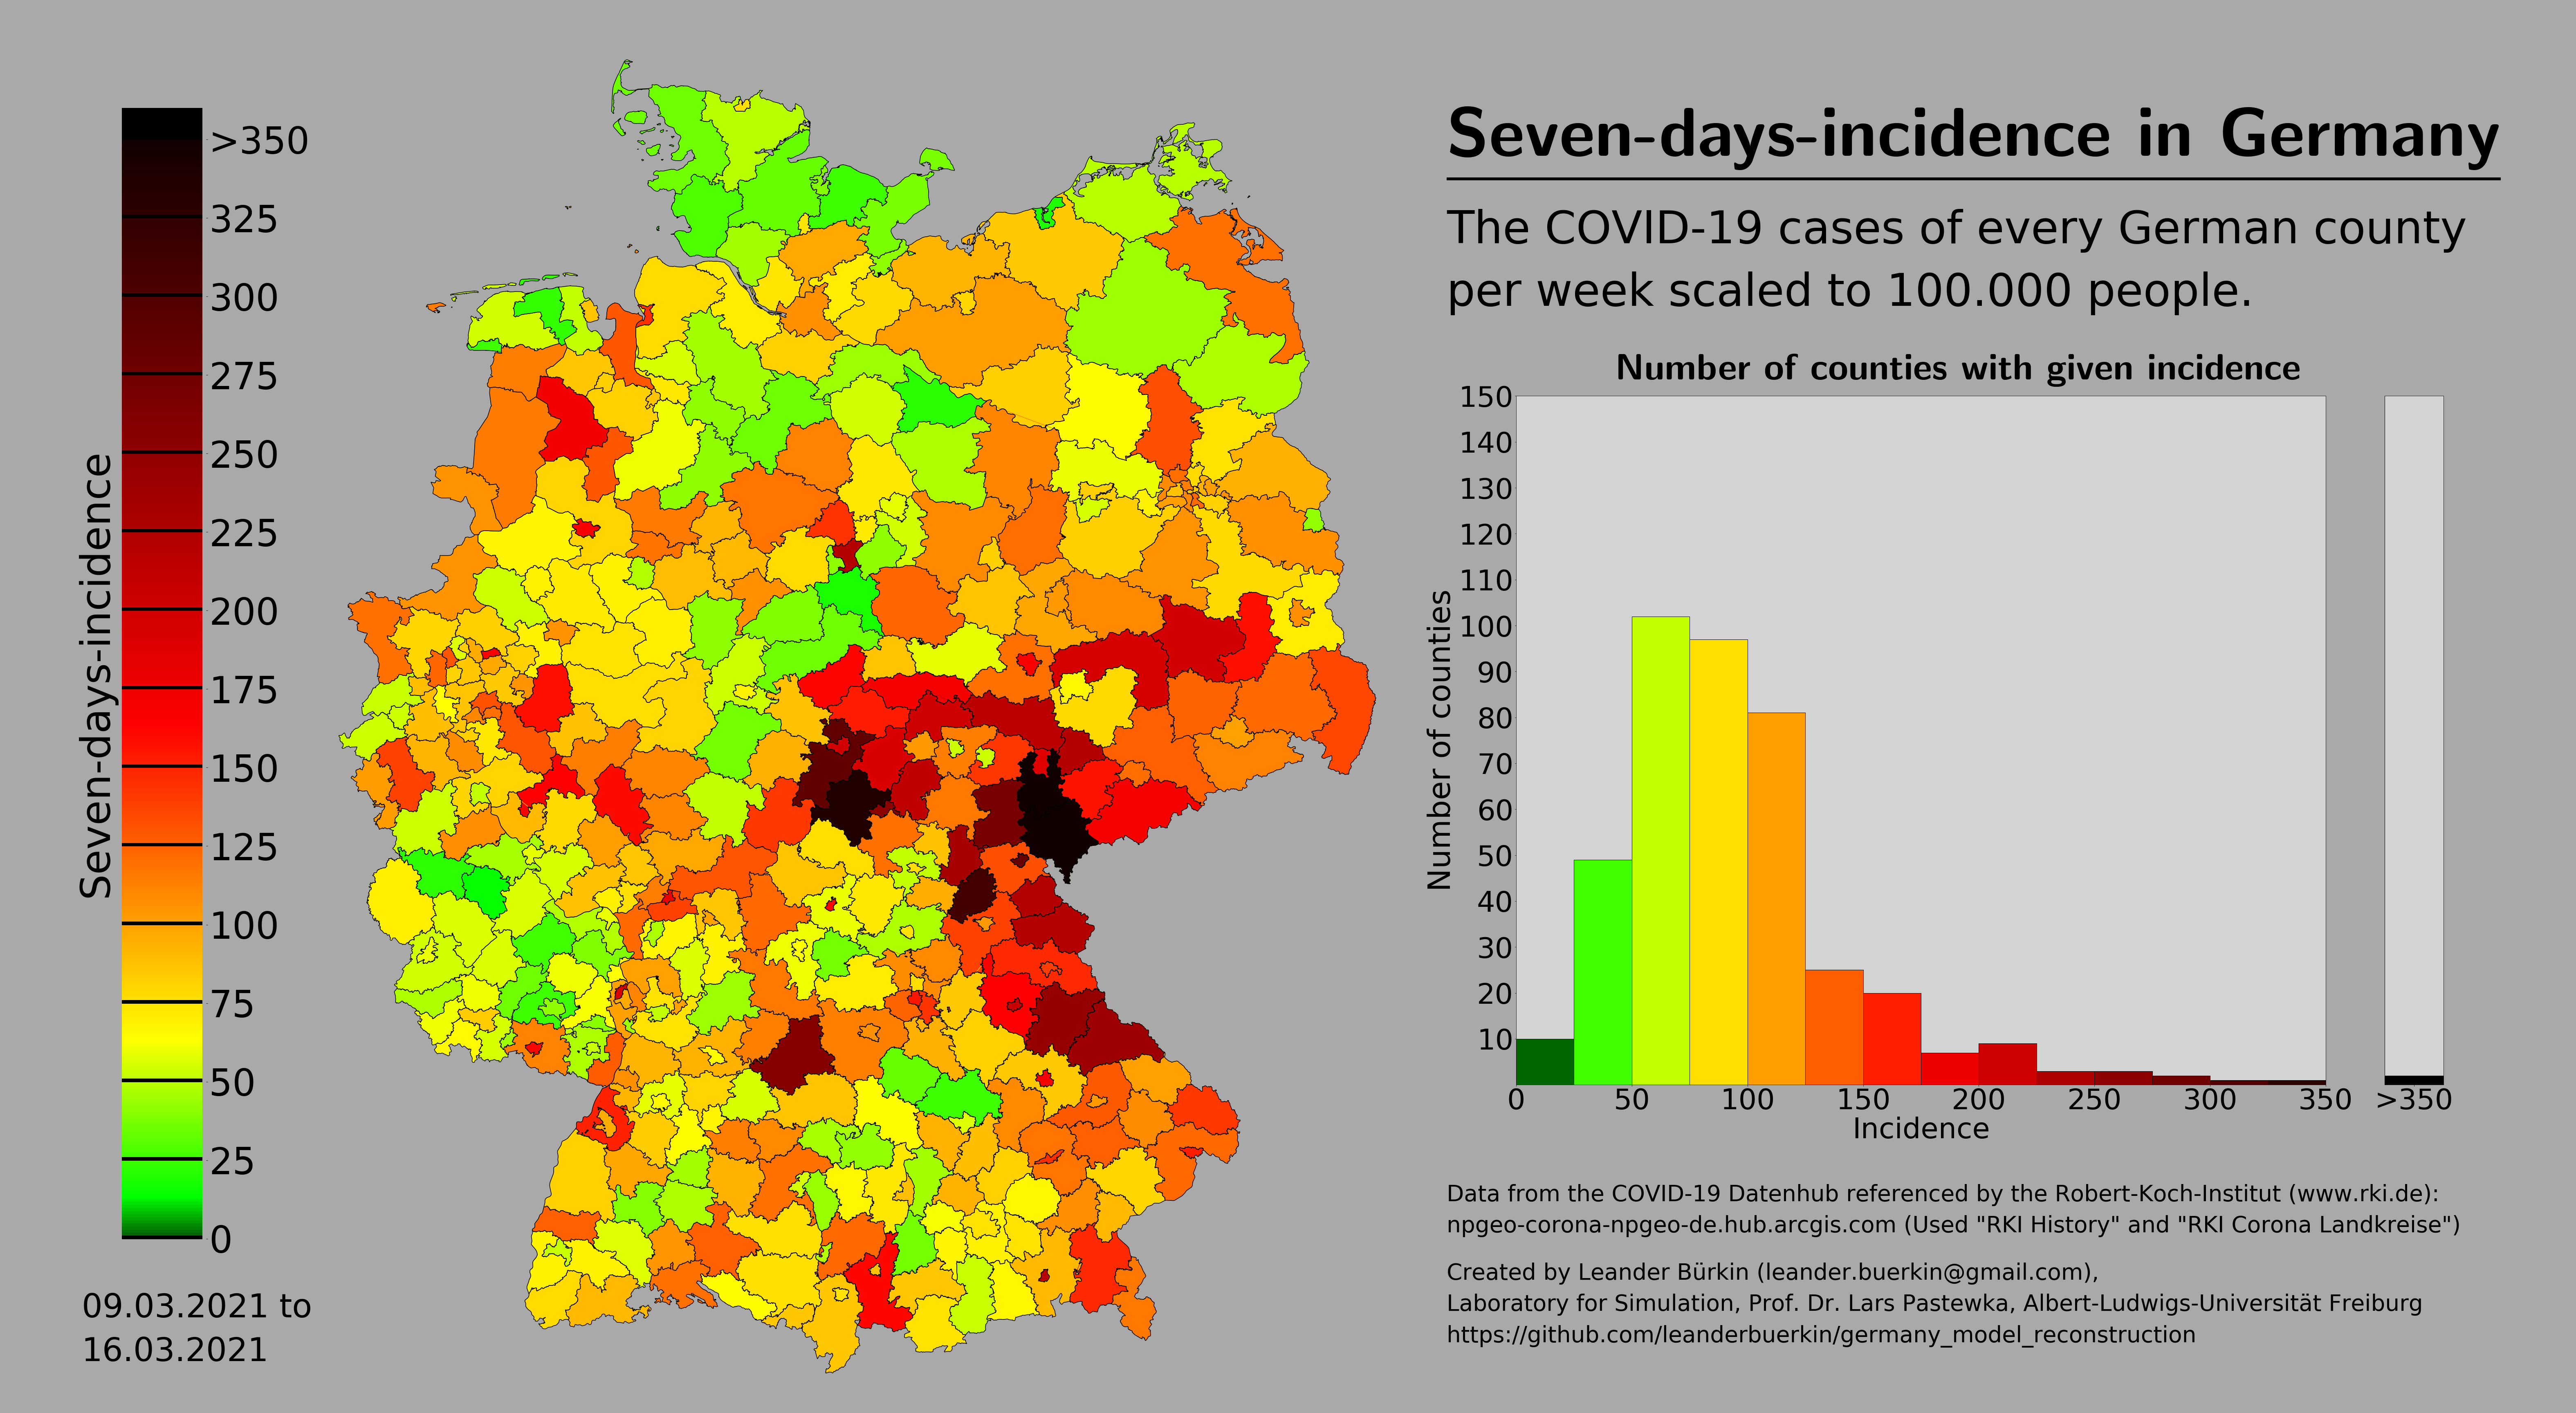 Seven-days-incidence in Germany
The COVID-19 cases of every German county
per week scaled to 100.000 people.
Seven-days-incidence
>350
325
300
275
250
225
200
175
150
125
100
75
50
25
0
09.03.2021 to
16.03.2021
Number of counties with given incidence
Number of counties
150
140
130
120
110
100
90
80
70
60
50
40
30
20
10
0 50 100 150 200 250 300 350 >350
Incidence
Data from the COVID-19 Datenhub referenced by the Robert-Koch-Institut (www.rki.de):
npgeo-corona-npgeo-de.hub.arcgis.com (Used "RKI History" and "RKI Corona Landkreise")
Created by Leander Bürkin (leander.buerkin@gmail.com),
Laboratory for Simulation, Prof. Dr. Lars Pastewka, Albert-Ludwigs-Universität Freiburg
https://github.com/leanderbuerkin/germany_model_reconstruction